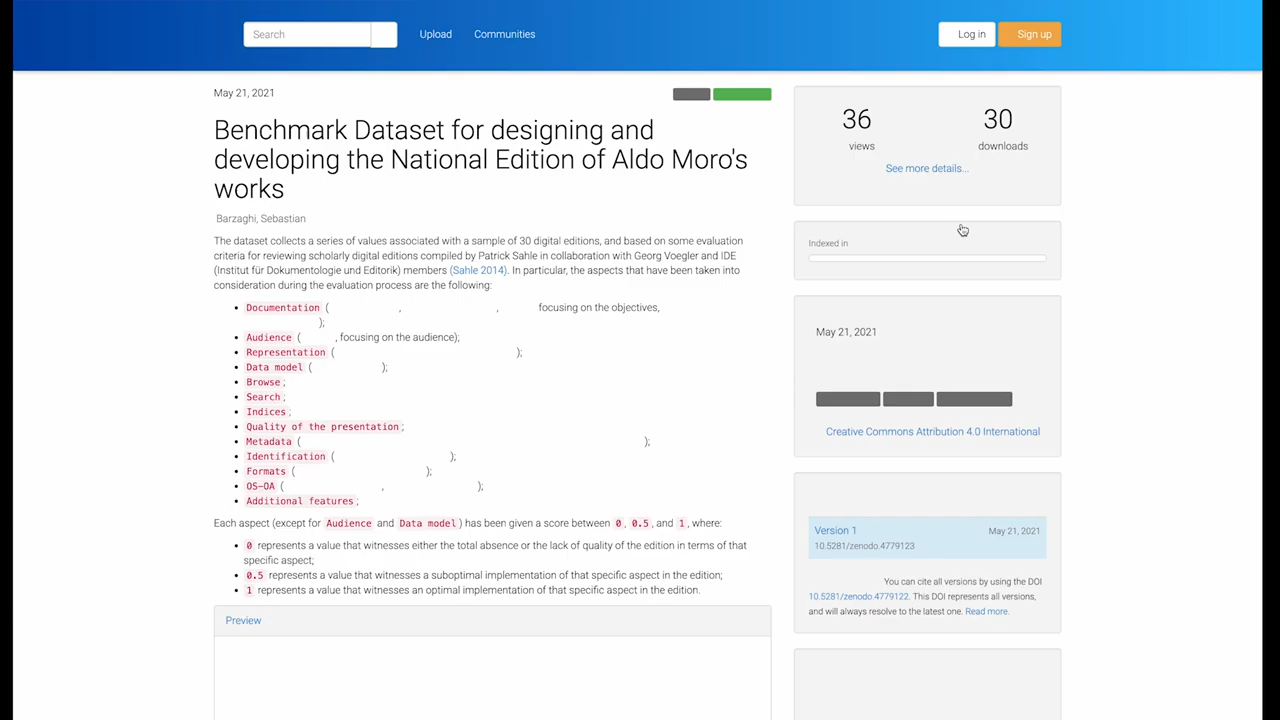 Search
Upload
Communities
Log in
Sign up
May 21, 2021
Benchmark Dataset for designing and
developing the National Edition of Aldo Moro's
works
Barzaghi, Sebastian
The dataset collects a series of values associated with a sample of 30 digital editions, and based on some evaluation
criteria for reviewing scholarly digital editions compiled by Patrick Sahle in collaboration with Georg Voegler and IDE
(Institut für Dokumentologie und Editorik) members (Sahle 2014). In particular, the aspects that have been taken into
consideration during the evaluation process are the following:
• Documentation ( , , focusing on the objectives,
);
• Audience ( , focusing on the audience);
• Representation ( );
• Data model ( );
• Browse;
• Search;
• Indices;
• Quality of the presentation;
• Metadata ( );
• Identification ( );
• Formats ( );
• OS-OA ( , );
• Additional features;
Each aspect (except for Audience and Data model) has been given a score between 0, 0.5, and 1, where:
• 0 represents a value that witnesses either the total absence or the lack of quality of the edition in terms of that
specific aspect;
• 0.5 represents a value that witnesses a suboptimal implementation of that specific aspect in the edition;
• 1 represents a value that witnesses an optimal implementation of that specific aspect in the edition.
Preview
36 30
views downloads
See more details...
Indexed in
May 21, 2021
Creative Commons Attribution 4.0 International
Version 1 May 21, 2021
10.5281/zenodo.4779123
You can cite all versions by using the DOI
10.5281/zenodo.4779122. This DOI represents all versions,
and will always resolve to the latest one. Read more.